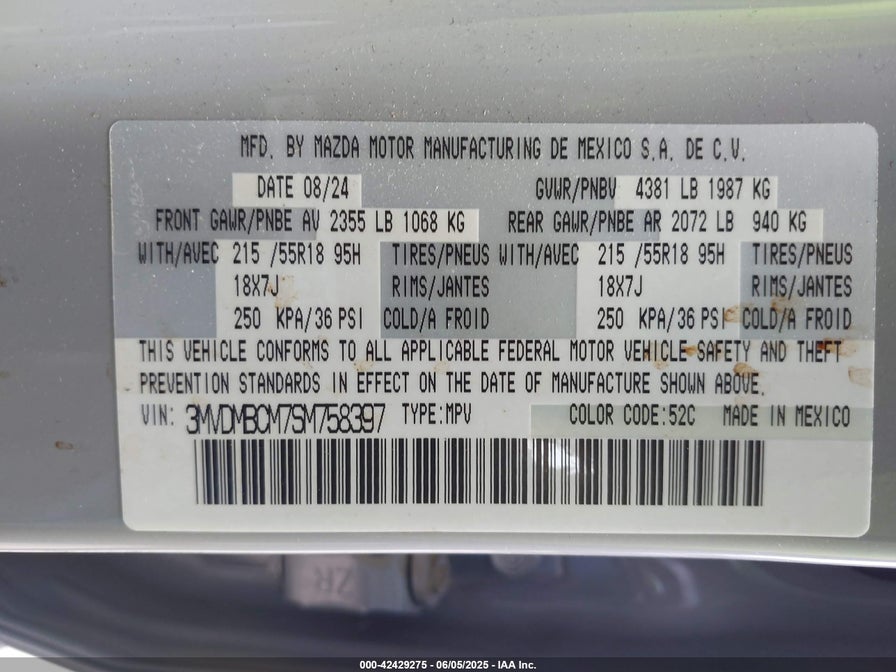 MFD. BY MAZDA MOTOR MANUFACTURING DE MEXICO S.A. DE C.V.
DATE 08/24 GVWR/PNBV 4381 LB 1987 KG
FRONT GAWR/PNBE AV 2355 LB 1068 KG REAR GAWR/PNBE AR 2072 LB 940 KG
WITH/AVEC 215 /55R18 95H TIRES/PNEUS WITH/AVEC 215 /55R18 95H TIRES/PNEUS
18X7J RIMS/JANTES 18X7J RIMS/JANTES
250 KPA/36 PSI COLD/A FROID 250 KPA/36 PSI COLD/A FROID
THIS VEHICLE CONFORMS TO ALL APPLICABLE FEDERAL MOTOR VEHICLE SAFETY AND THEFT
PREVENTION STANDARDS IN EFFECT ON THE DATE OF MANUFACTURE SHOWN ABOVE.
VIN: 3MVDMBCM7SM758397 TYPE:MPV COLOR CODE:52C MADE IN MEXICO
ZR
000-42429275 - 06/05/2025 - IAA Inc.